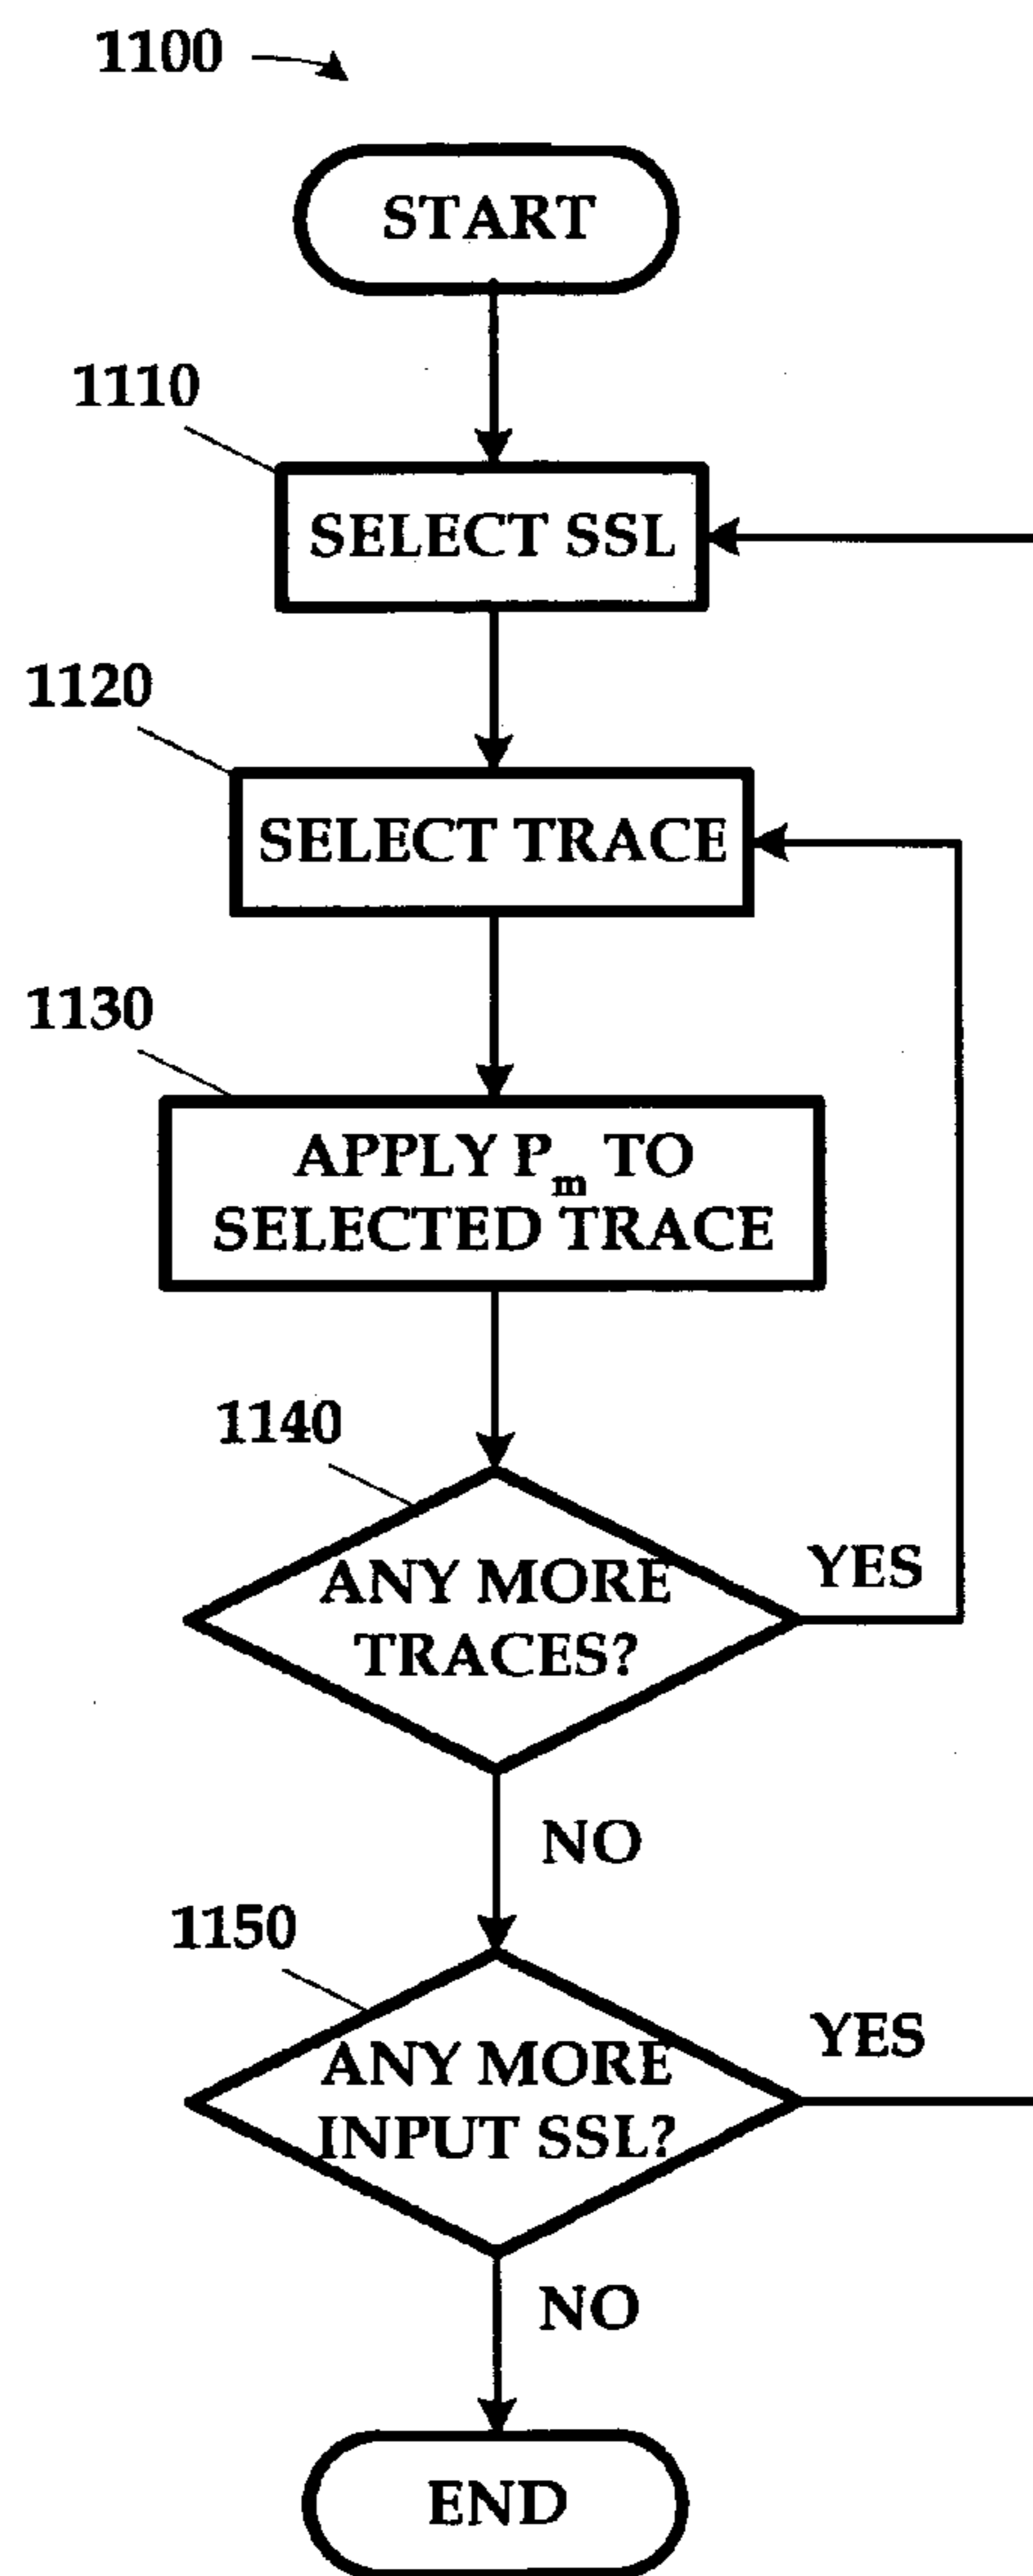 1100
START
1110
SELECT SSL
1120
SELECT TRACE
1130
APPLY Pm TO
SELECTED TRACE
1140
ANY MORE
TRACES?
YES
NO
1150
ANY MORE
INPUT SSL?
YES
NO
END